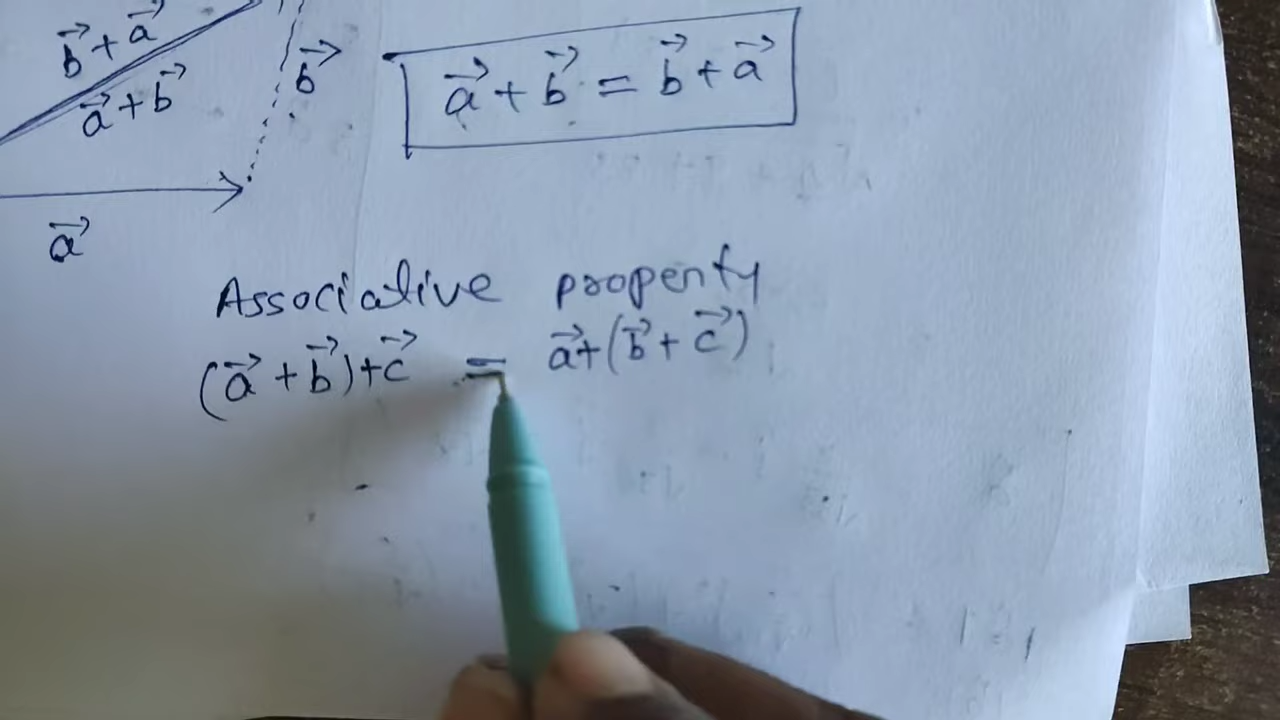 b⃗ + a⃗
a⃗ + b⃗
b⃗
a⃗
a⃗ + b⃗ = b⃗ + a⃗
Associative property
(a⃗ + b⃗) + c⃗ = a⃗ + (b⃗ + c⃗)